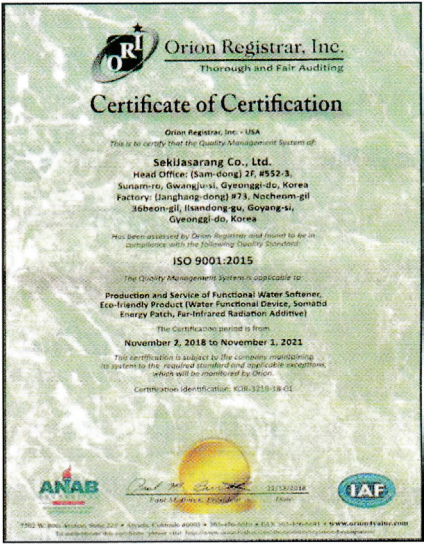 ORI
Orion Registrar, Inc.
Thorough and Fair Auditing
Certificate of Certification
Orion Registrar, Inc. - USA
This is to certify that the Quality Management System of:
SekiJasarang Co., Ltd.
Head Office: (Sam-dong) 2F, #552-3,
Sunam-ro, Gwangju-si, Gyeonggi-do, Korea
Factory: (Janghang-dong) #73, Nocheom-gil
36beon-gil, Ilsandong-gu, Goyang-si,
Gyeonggi-do, Korea
Has been assessed by Orion Registrar and found to be in
compliance with the following Quality Standard:
ISO 9001:2015
The Quality Management System is applicable to:
Production and Service of Functional Water Softener,
Eco-friendly Product (Water Functional Device, Somatid
Energy Patch, Far-Infrared Radiation Additive)
The Certification period is from
November 2, 2018 to November 1, 2021
This certification is subject to the company maintaining
its system to the required standard and applicable exceptions,
which will be monitored by Orion.
Certification Identification:
ANAB
President
Date
IAF
www.orion4value.com